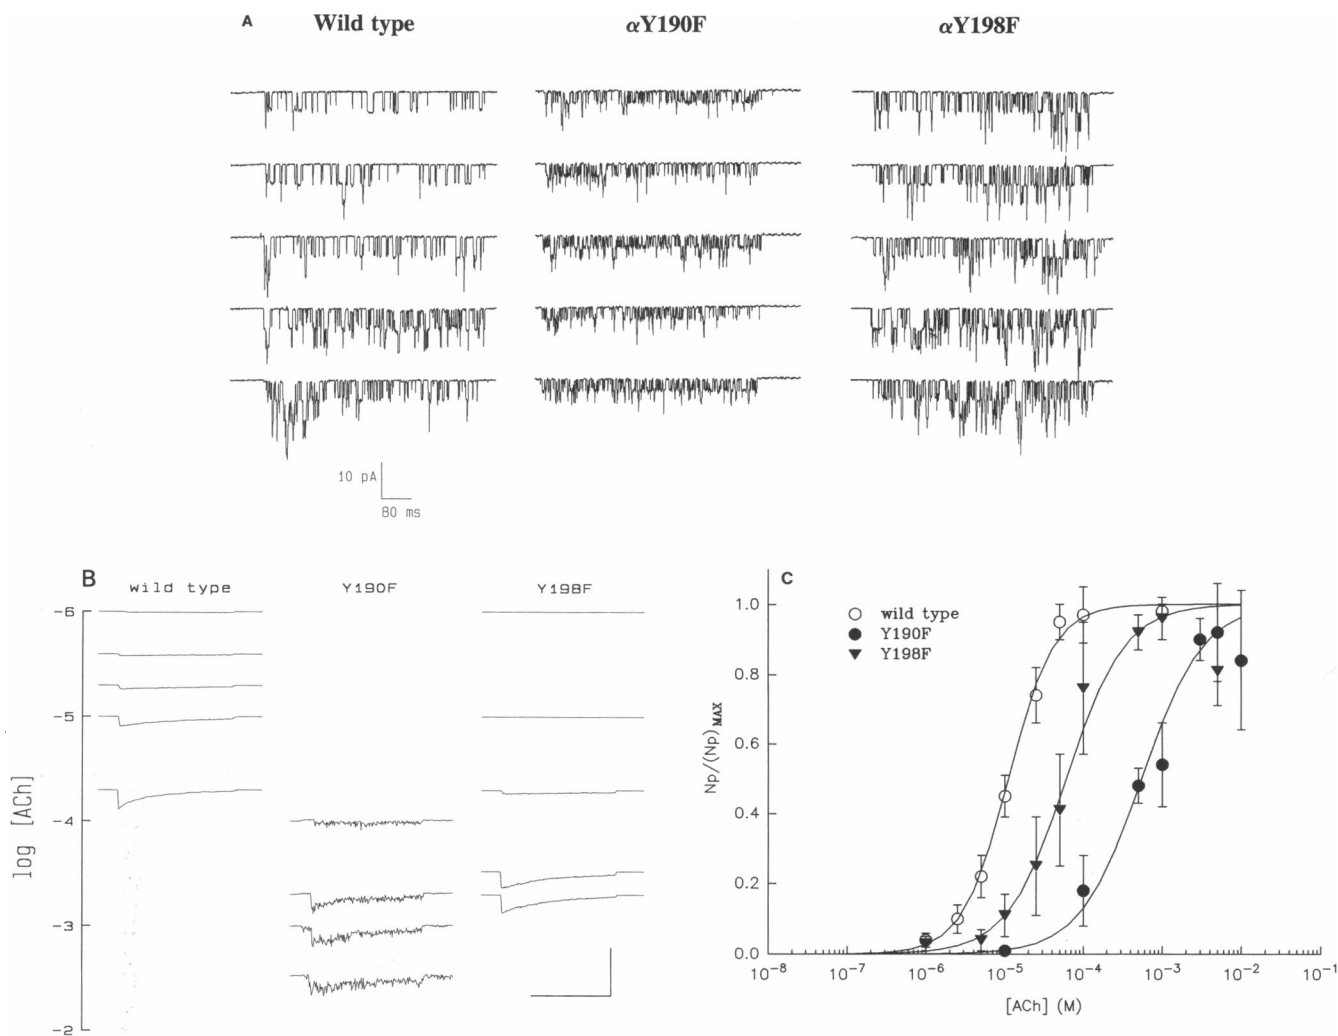 A Wild type αY190F αY198F
10 pA
80 ms
B wild type Y190F Y198F
log [ACh]
-6
-5
-4
-3
-2
C
wild type
Y190F
Y198F
Np/(Np)MAX
1.0
0.8
0.6
0.4
0.2
0.0
10⁻⁸ 10⁻⁷ 10⁻⁶ 10⁻⁵ 10⁻⁴ 10⁻³ 10⁻² 10⁻¹
[ACh] (M)